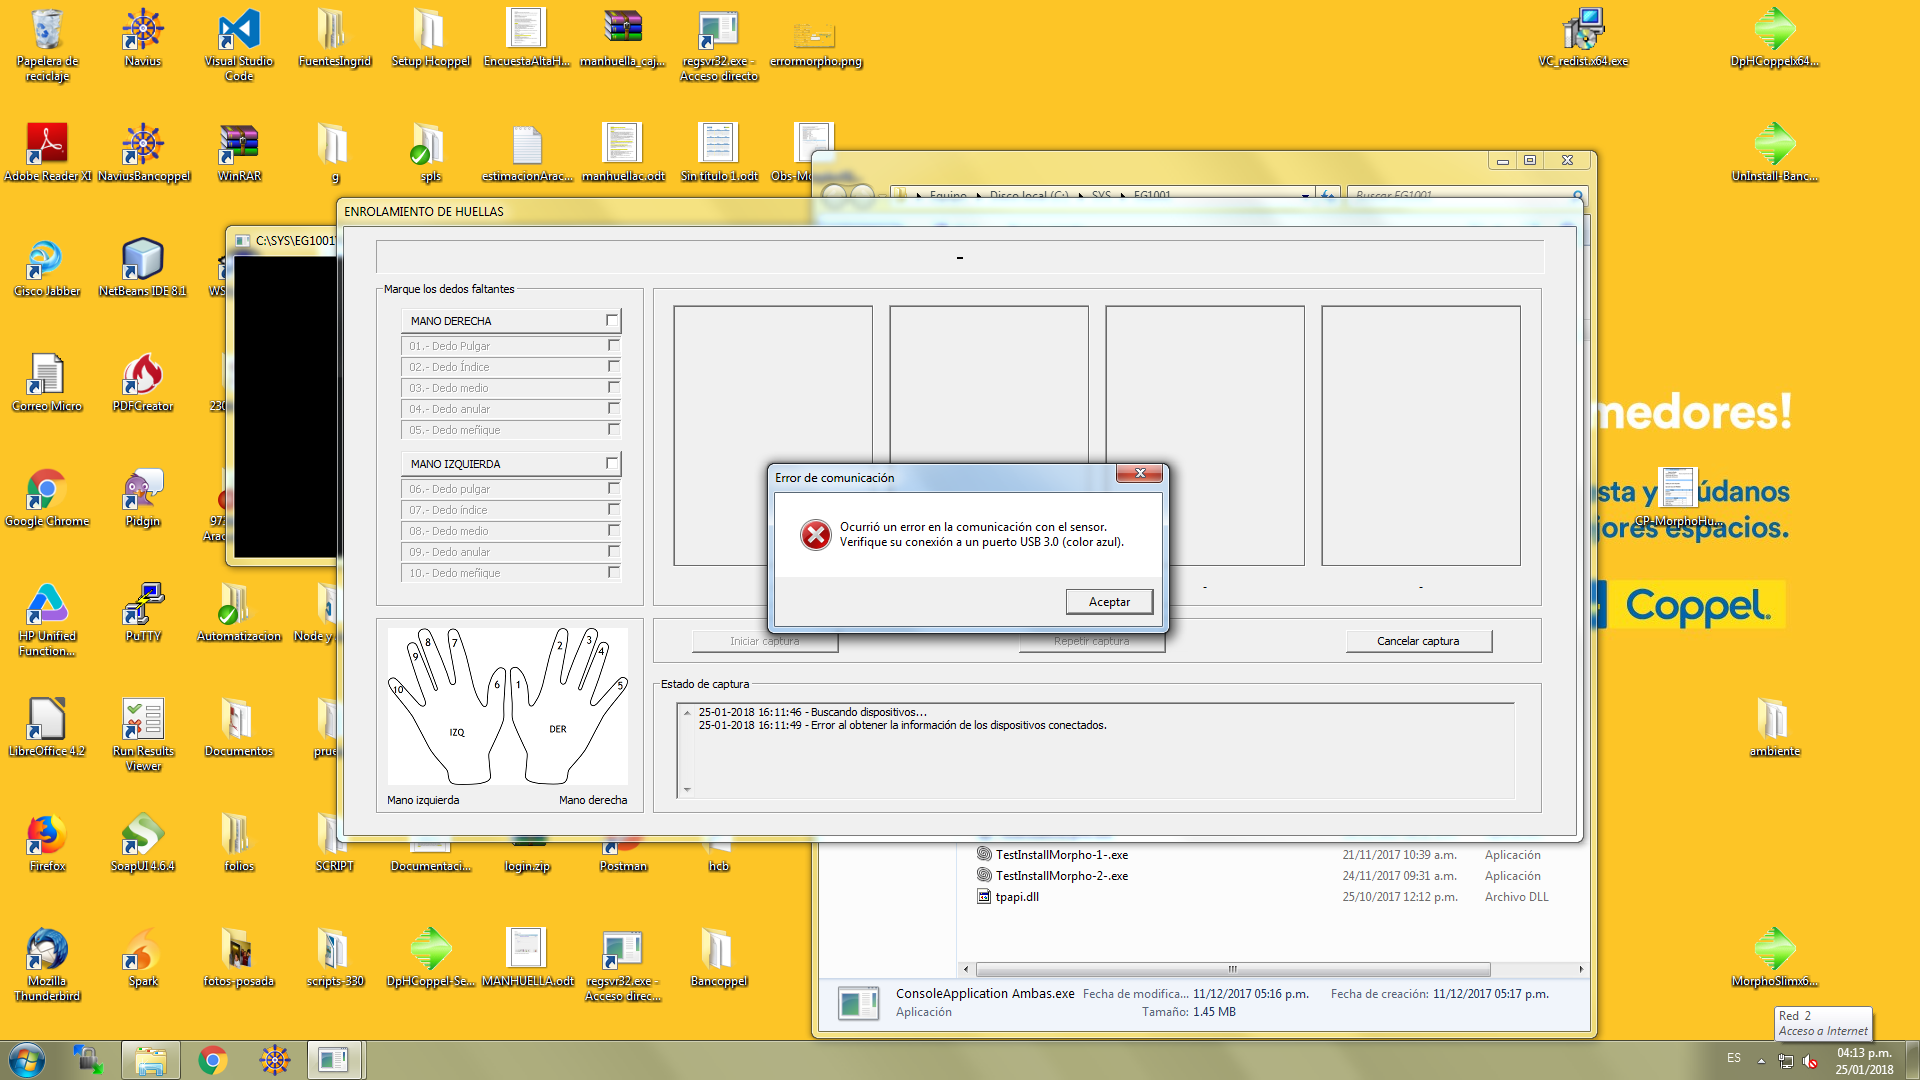 Papelera de
reciclaje
Navius
Visual Studio
Code
FuentesIngrid
Setup Hcoppel
EncuestaAltaH...
manhuella_caj...
regsvr32.exe -
Acceso directo
errormorpho.png
VC_redist.x64.exe
DpHCoppelx64...
Adobe Reader XI
NaviusBancoppel
WinRAR
g
spls
estimacionArac...
manhuellac.odt
Sin título 1.odt
UnInstall-Banc...
Equipo
Disco local (C:)
SYS
EG1001
Buscar EG1001
ENROLAMIENTO DE HUELLAS
C:\SYS\EG1001\
-
Marque los dedos faltantes
MANO DERECHA
01.- Dedo Pulgar
02.- Dedo Índice
03.- Dedo medio
04.- Dedo anular
05.- Dedo meñique
MANO IZQUIERDA
06.- Dedo pulgar
07.- Dedo índice
08.- Dedo medio
09.- Dedo anular
10.- Dedo meñique
Cisco Jabber
NetBeans IDE 8.1
WS
Correo Micro
PDFCreator
230
Google Chrome
Pidgin
97
Arac
HP Unified
Function...
PuTTY
Automatizacion
Node y
LibreOffice 4.2
Run Results
Viewer
Documentos
prue
Error de comunicación
Ocurrió un error en la comunicación con el sensor.
Verifique su conexión a un puerto USB 3.0 (color azul).
Aceptar
-
-
Iniciar captura
Repetir captura
Cancelar captura
10
9
8
7
6
1
2
3
4
5
IZQ
DER
Mano izquierda
Mano derecha
Estado de captura
25-01-2018 16:11:46 - Buscando dispositivos...
25-01-2018 16:11:49 - Error al obtener la información de los dispositivos conectados.
medores!
sta y
údanos
jores espacios.
CP-MorphoHu...
Coppel.
ambiente
Firefox
SoapUI 4.6.4
folios
SCRIPT
Documentaci...
login.zip
Postman
hcb
TestInstallMorpho-1-.exe
21/11/2017 10:39 a.m.
Aplicación
TestInstallMorpho-2-.exe
24/11/2017 09:31 a.m.
Aplicación
tpapi.dll
25/10/2017 12:12 p.m.
Archivo DLL
Mozilla
Thunderbird
Spark
fotos-posada
scripts-330
DpHCoppel-Se...
MANHUELLA.odt
regsvr32.exe -
Acceso direc...
Bancoppel
MorphoSlimx6...
ConsoleApplication Ambas.exe
Fecha de modifica... 11/12/2017 05:16 p.m.
Fecha de creación: 11/12/2017 05:17 p.m.
Aplicación
Tamaño: 1.45 MB
Red 2
Acceso a Internet
ES
04:13 p.m.
25/01/2018